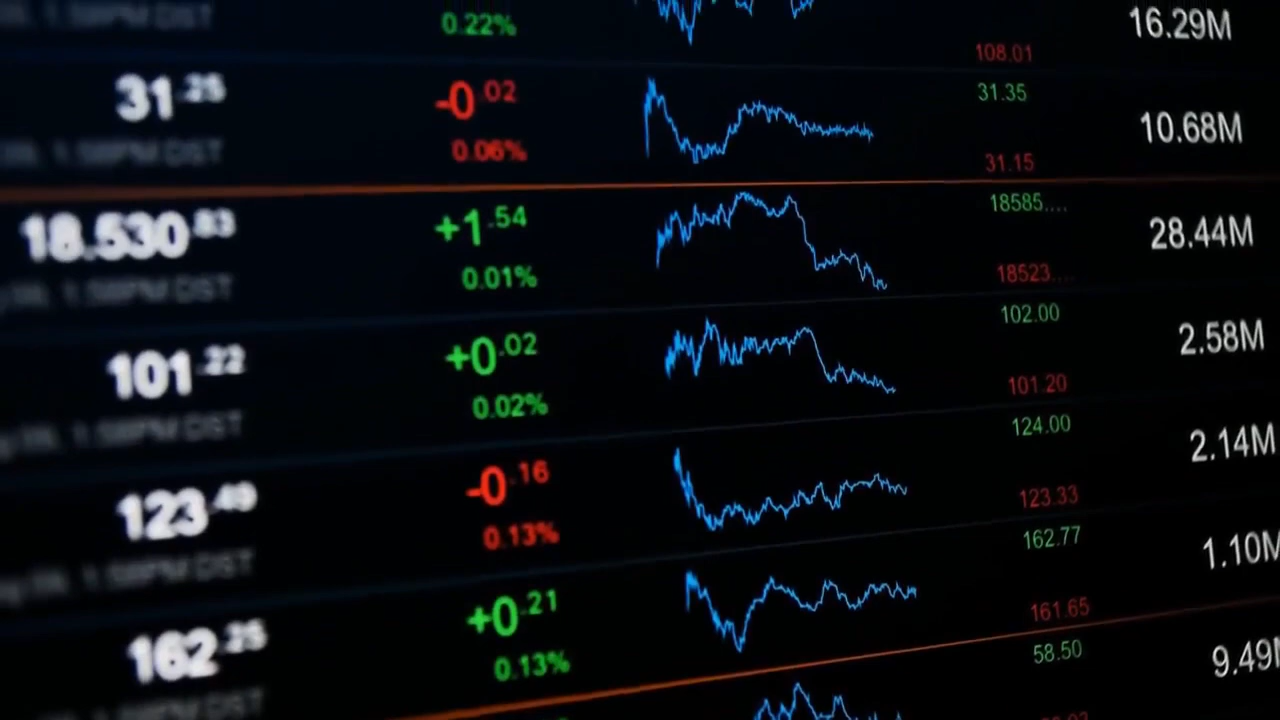 0.22% 108.01 16.29M
31.25 -0.02 31.35 10.68M
0.06% 31.15
18.530.83 +1.54 18585.... 28.44M
0.01% 18523....
101.22 +0.02 102.00 2.58M
0.02% 101.20
123.49 -0.16 124.00 2.14M
0.13% 123.33
162.25 +0.21 162.77 1.10M
0.13% 161.65
58.50 9.49M